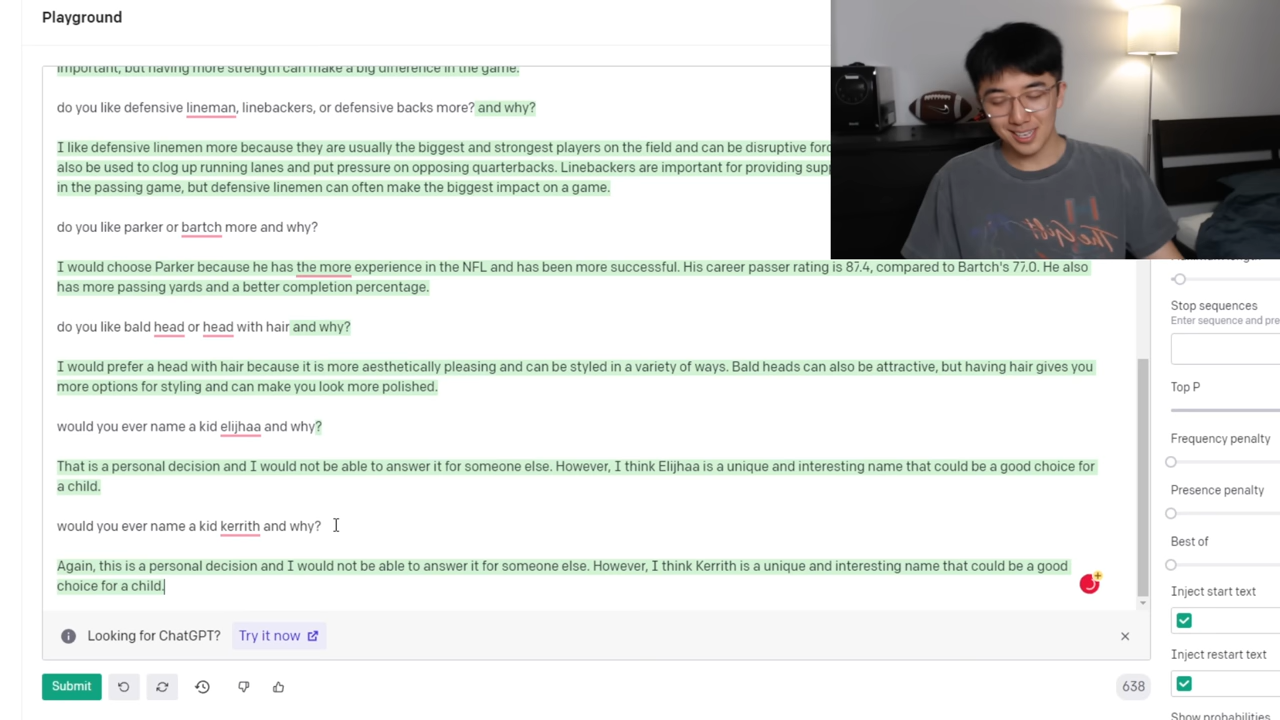 Playground
important, but having more strength can make a big difference in the game.
do you like defensive lineman, linebackers, or defensive backs more? and why?
I like defensive linemen more because they are usually the biggest and strongest players on the field and can be disruptive forc
also be used to clog up running lanes and put pressure on opposing quarterbacks. Linebackers are important for providing supp
in the passing game, but defensive linemen can often make the biggest impact on a game.
do you like parker or bartch more and why?
I would choose Parker because he has the more experience in the NFL and has been more successful. His career passer rating is 87.4, compared to Bartch's 77.0. He also
has more passing yards and a better completion percentage.
do you like bald head or head with hair and why?
I would prefer a head with hair because it is more aesthetically pleasing and can be styled in a variety of ways. Bald heads can also be attractive, but having hair gives you
more options for styling and can make you look more polished.
would you ever name a kid elijhaa and why?
That is a personal decision and I would not be able to answer it for someone else. However, I think Elijhaa is a unique and interesting name that could be a good choice for
a child.
would you ever name a kid kerrith and why?
Again, this is a personal decision and I would not be able to answer it for someone else. However, I think Kerrith is a unique and interesting name that could be a good
choice for a child.
Looking for ChatGPT? Try it now
Submit
638
Stop sequences
Enter sequence and pre
Top P
Frequency penalty
Presence penalty
Best of
Inject start text
Inject restart text
Show probabilities